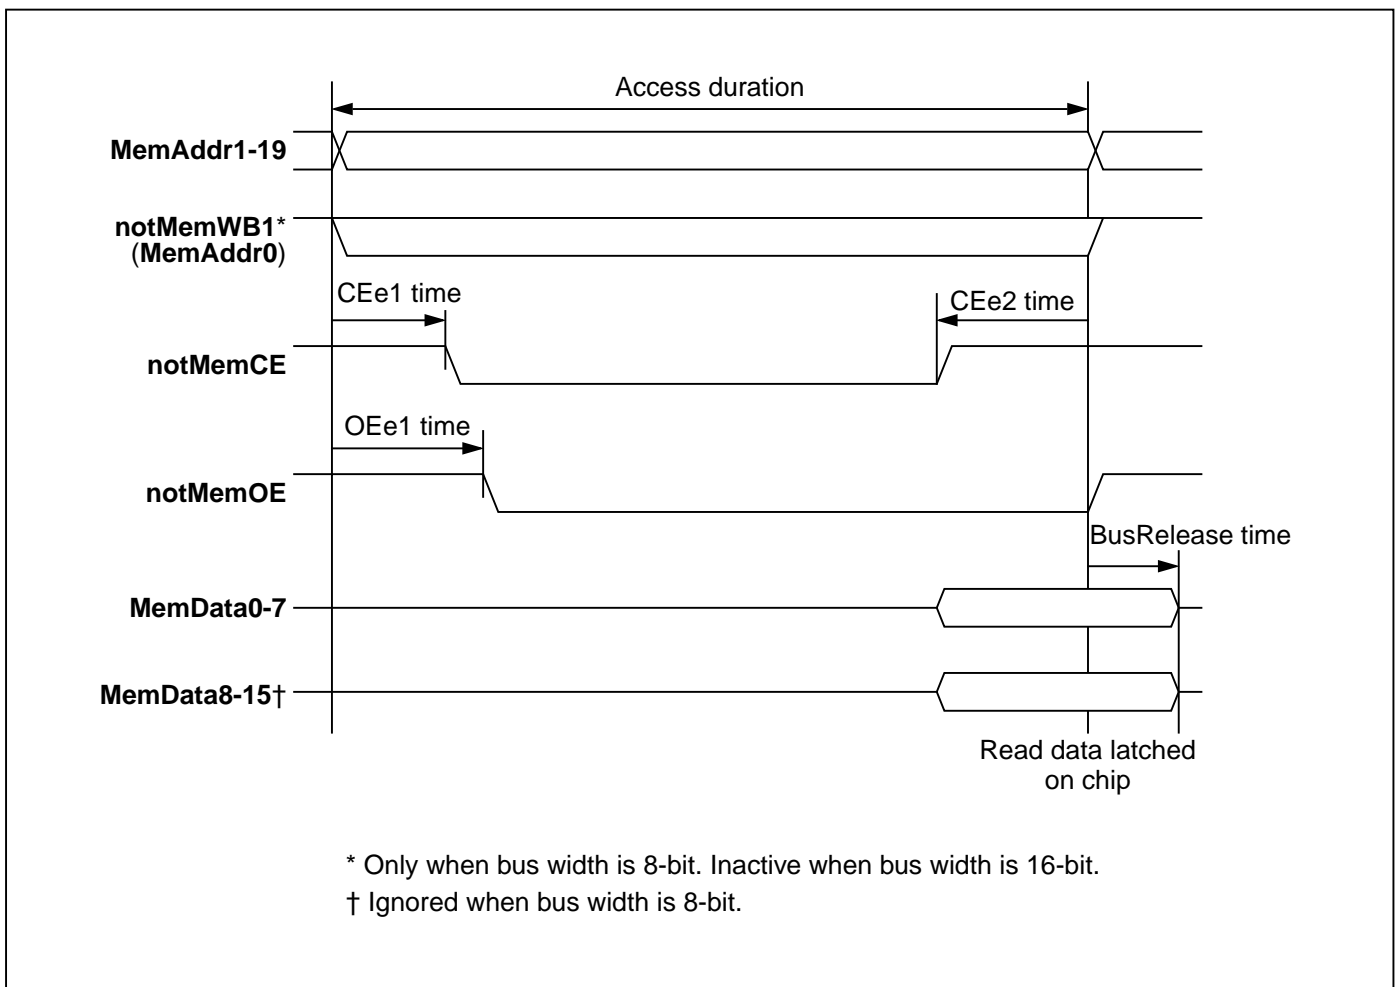 Access duration
MemAddr1-19
notMemWB1*
(MemAddr0)
CEe1 time
CEe2 time
notMemCE
OEe1 time
notMemOE
BusRelease time
MemData0-7
MemData8-15†
Read data latched
on chip
* Only when bus width is 8-bit. Inactive when bus width is 16-bit.
† Ignored when bus width is 8-bit.